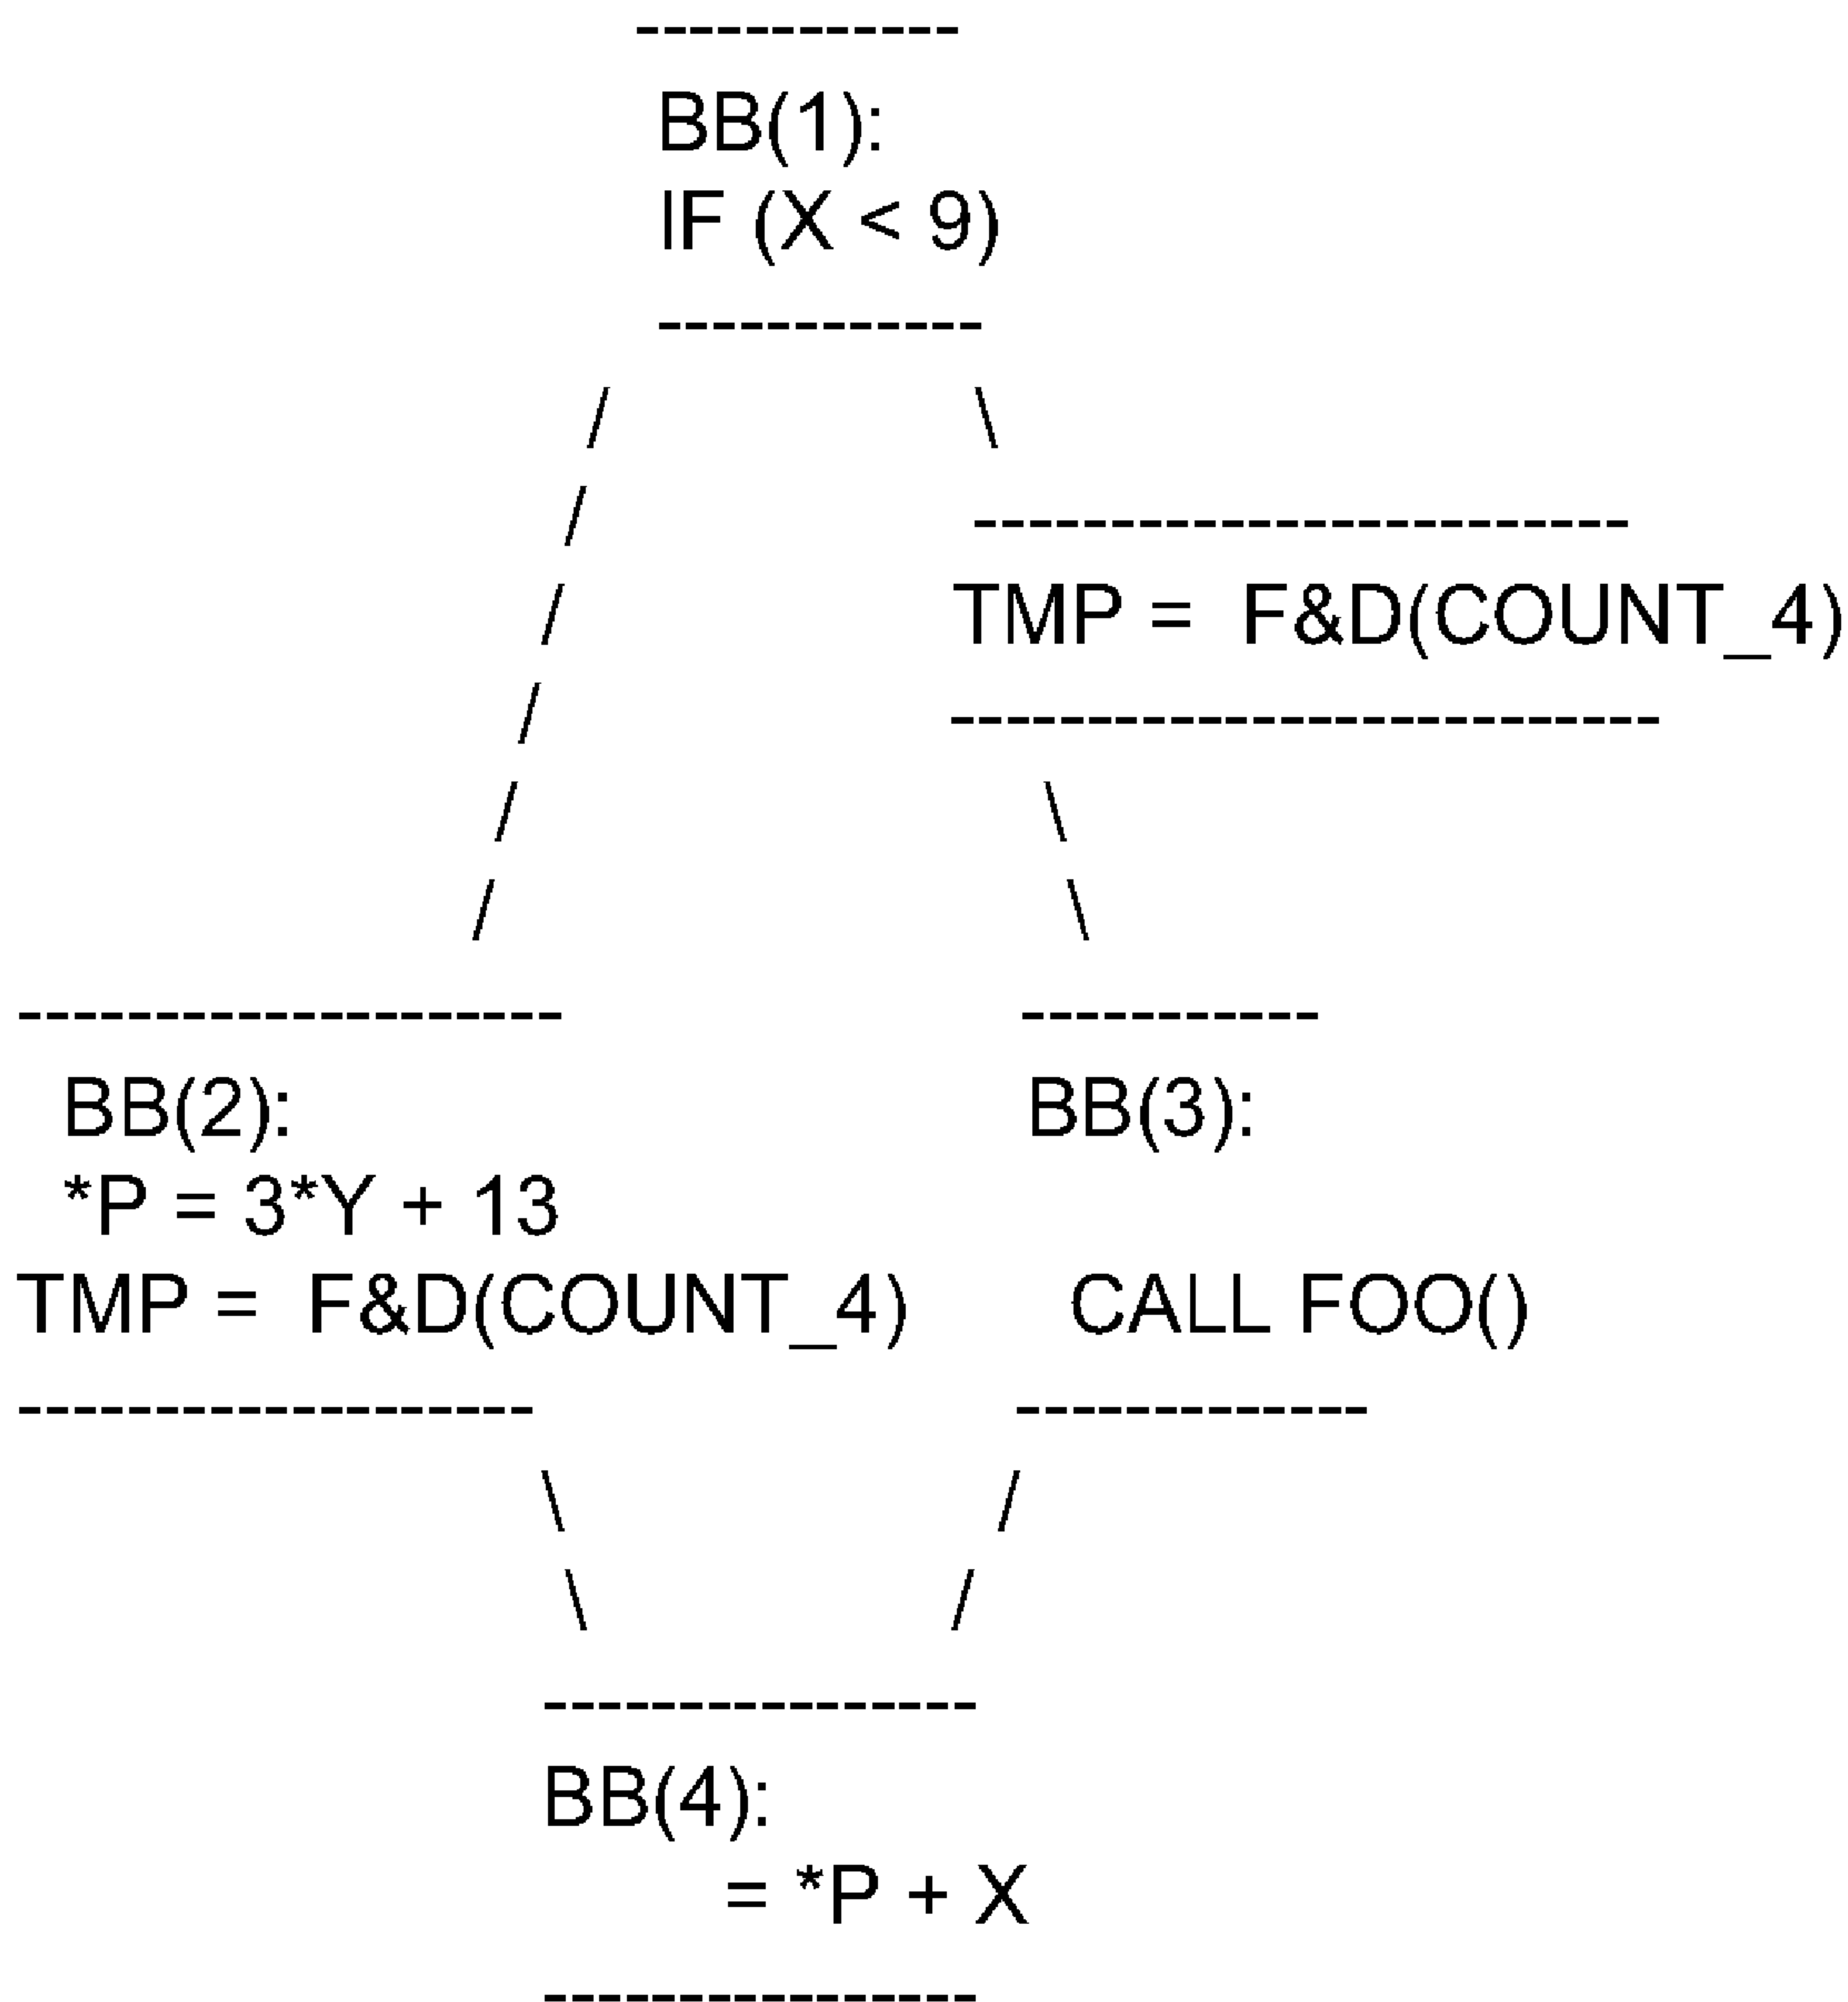 BB(1):
IF (X < 9)
TMP = F&D(COUNT_4)
BB(2):
*P = 3*Y + 13
TMP = F&D(COUNT_4)
BB(3):
CALL FOO()
BB(4):
= *P + X